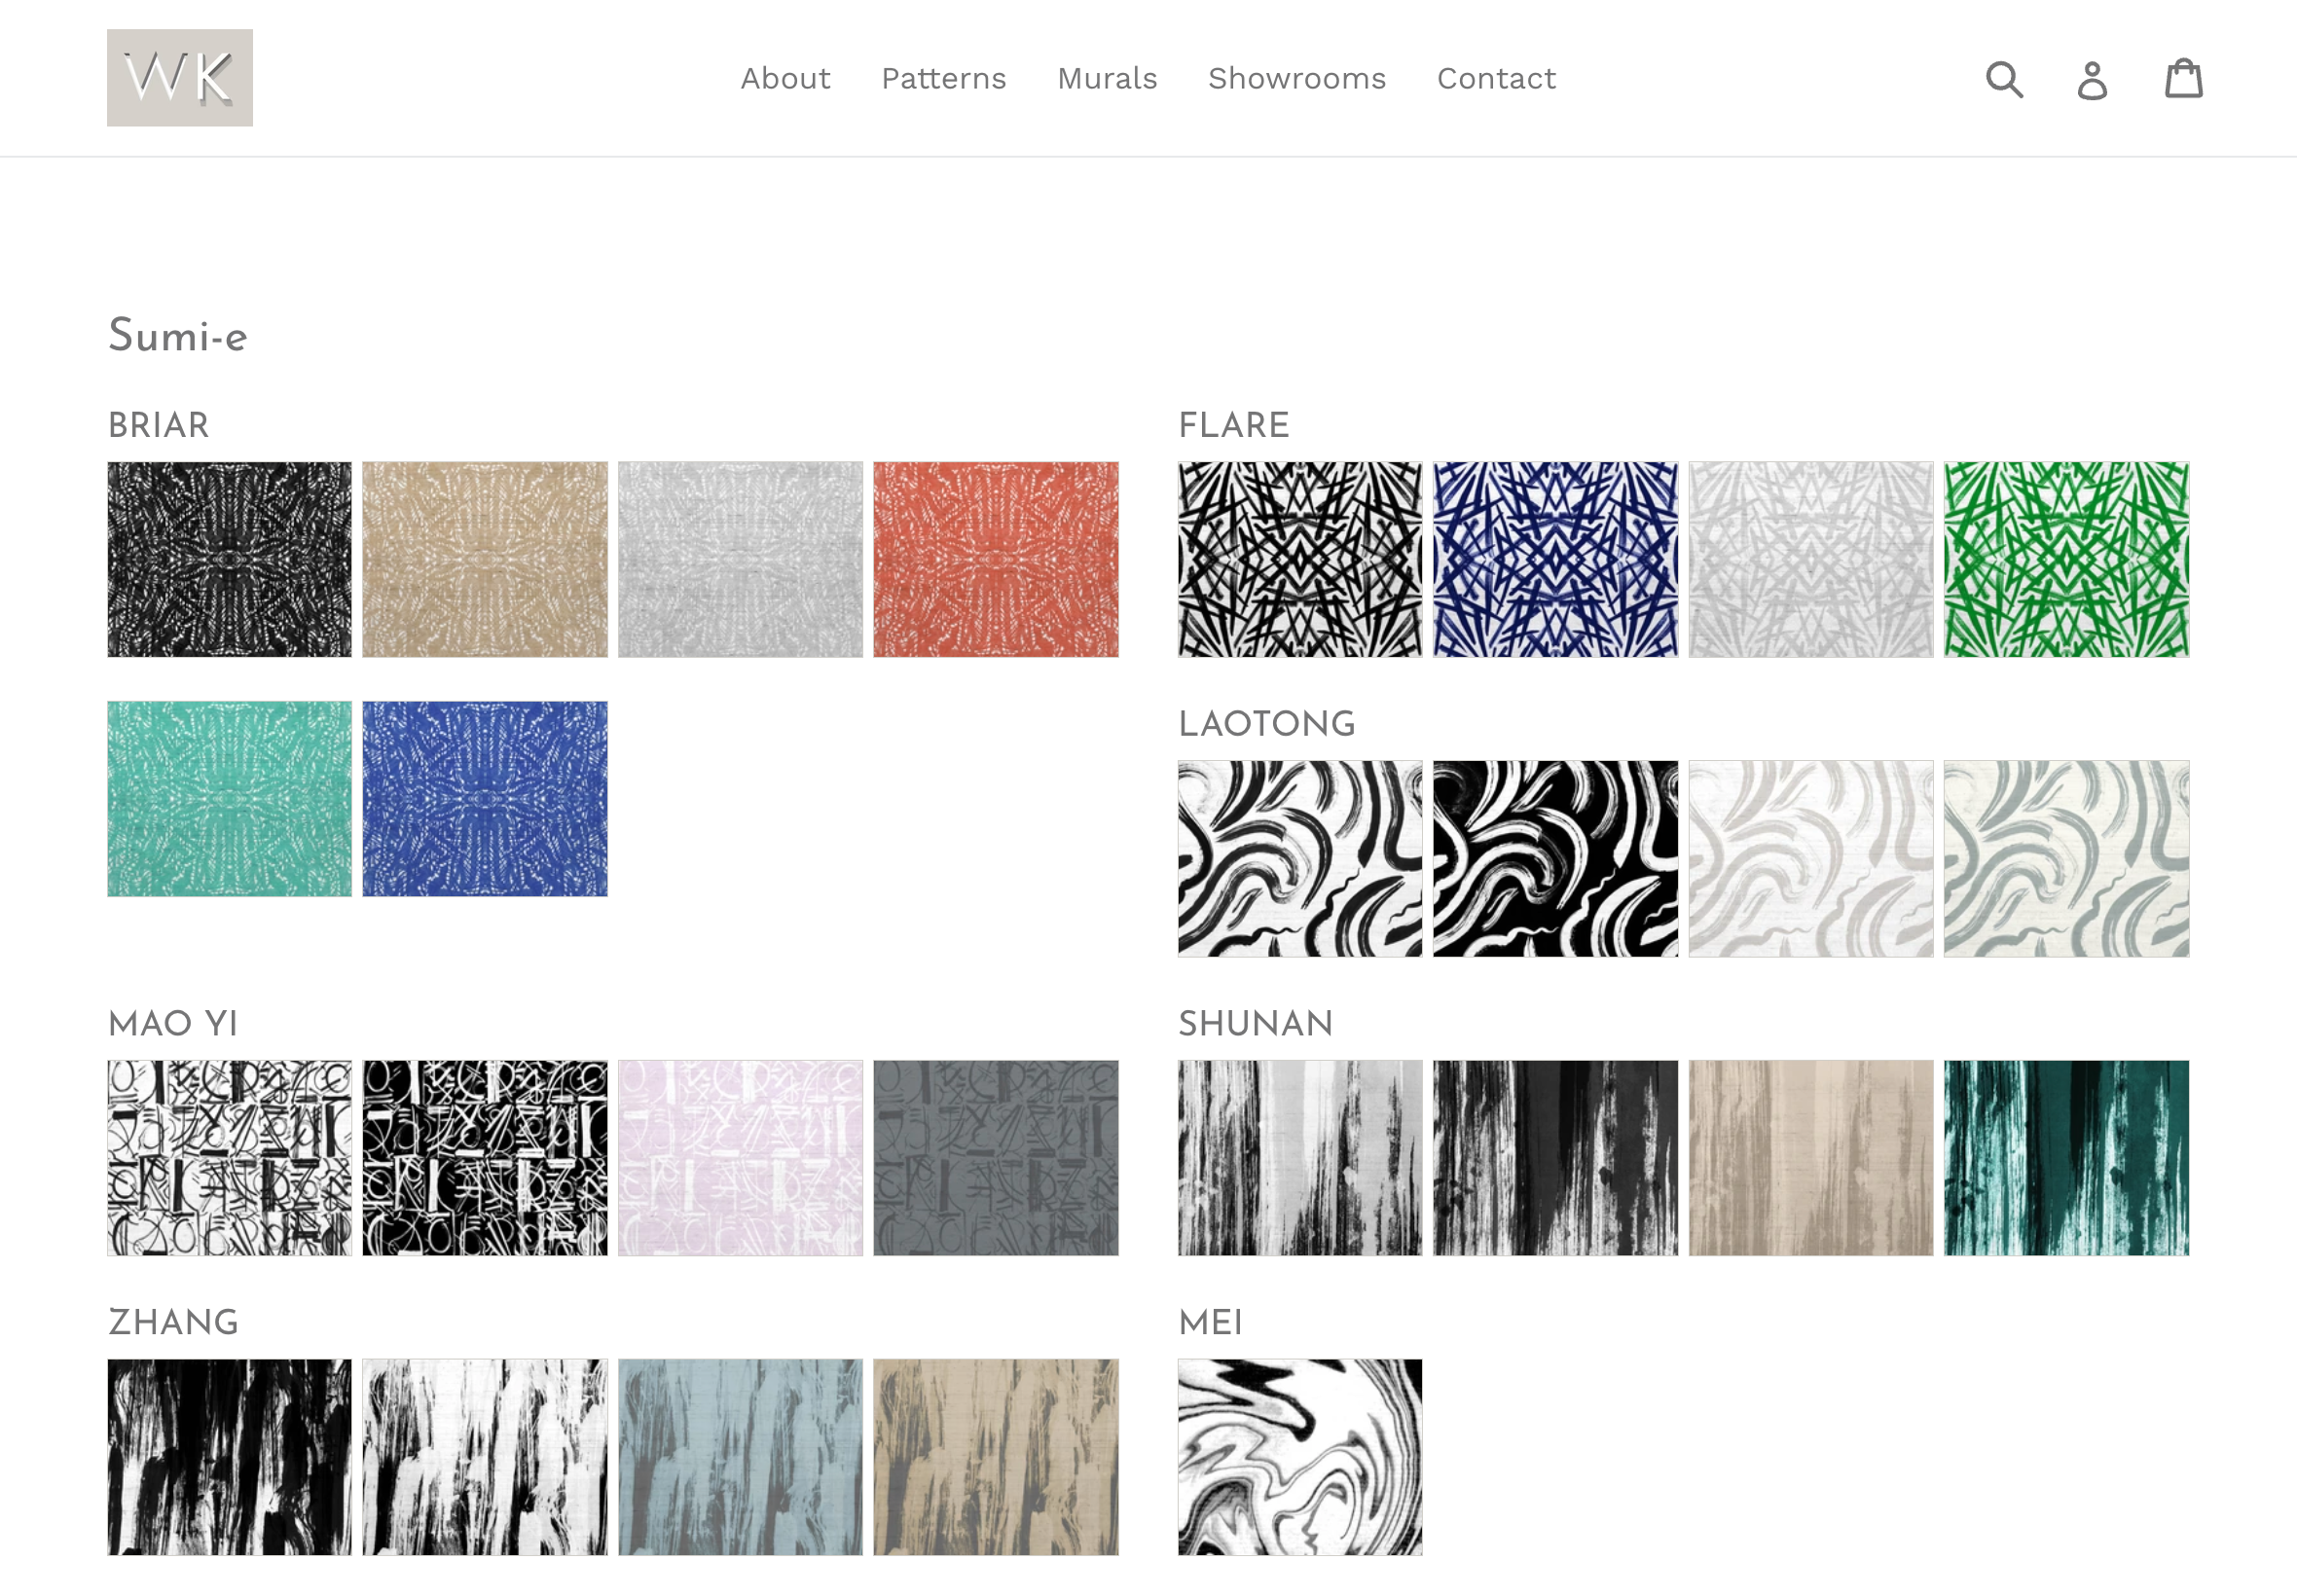 WK
About Patterns Murals Showrooms Contact
Sumi-e
BRIAR
FLARE
LAOTONG
MAO YI
SHUNAN
ZHANG
MEI